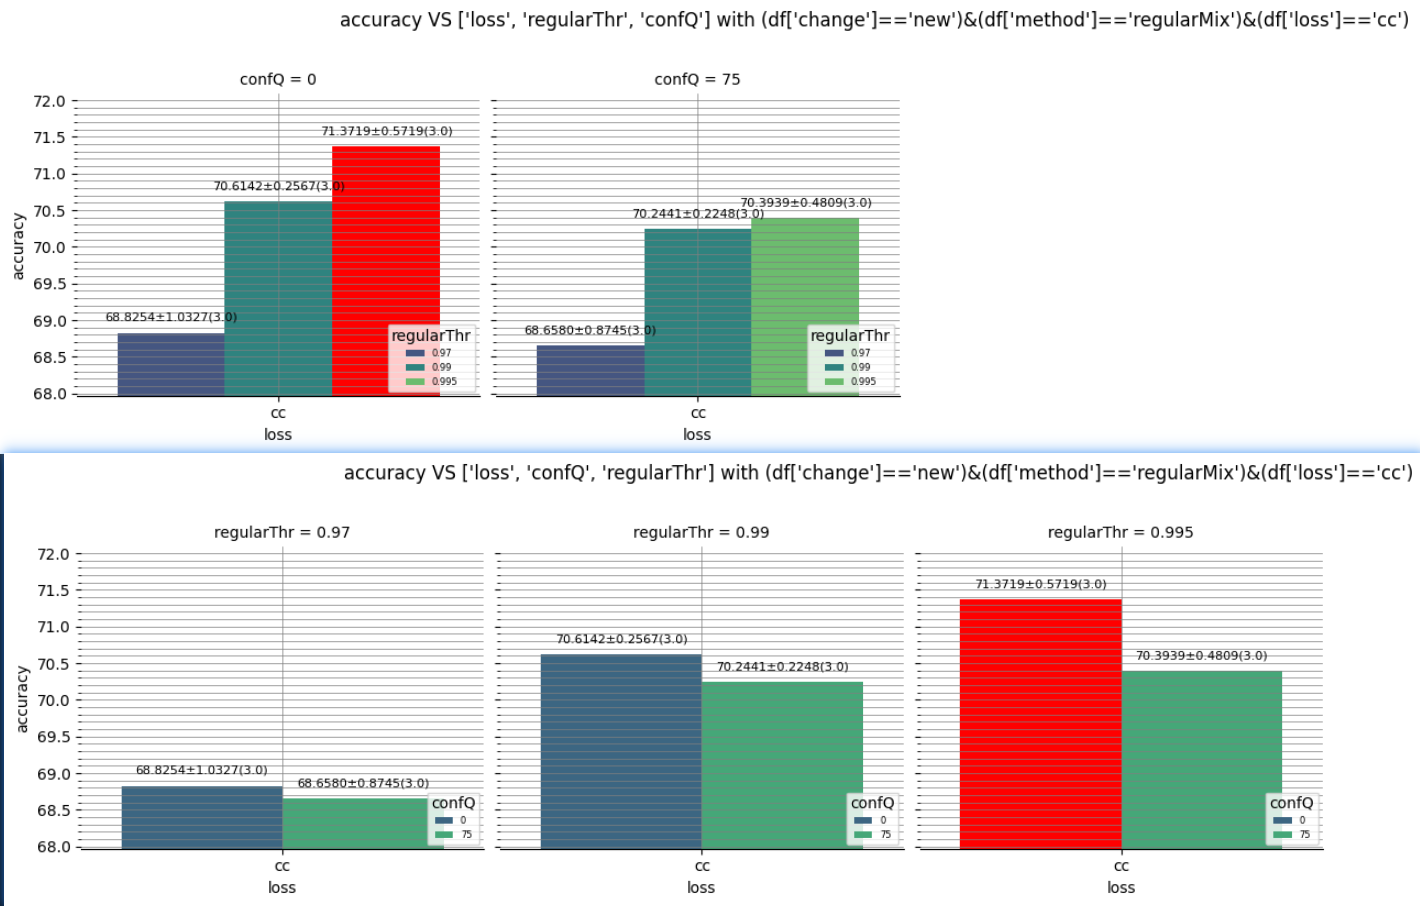 accuracy VS ['loss', 'regularThr', 'confQ'] with (df['change']=='new')&(df['method']=='regularMix')&(df['loss']=='cc')
confQ = 0
confQ = 75
72.0
71.5
71.0
70.5
70.0
69.5
69.0
68.5
68.0
accuracy
68.8254±1.0327(3.0)
70.6142±0.2567(3.0)
71.3719±0.5719(3.0)
regularThr
0.97
0.99
0.995
cc
loss
68.6580±0.8745(3.0)
70.2441±0.2248(3.0)
70.3939±0.4809(3.0)
regularThr
0.97
0.99
0.995
cc
loss
accuracy VS ['loss', 'confQ', 'regularThr'] with (df['change']=='new')&(df['method']=='regularMix')&(df['loss']=='cc')
regularThr = 0.97
regularThr = 0.99
regularThr = 0.995
72.0
71.5
71.0
70.5
70.0
69.5
69.0
68.5
68.0
accuracy
68.8254±1.0327(3.0)
68.6580±0.8745(3.0)
confQ
0
75
cc
loss
70.6142±0.2567(3.0)
70.2441±0.2248(3.0)
confQ
0
75
cc
loss
71.3719±0.5719(3.0)
70.3939±0.4809(3.0)
confQ
0
75
cc
loss